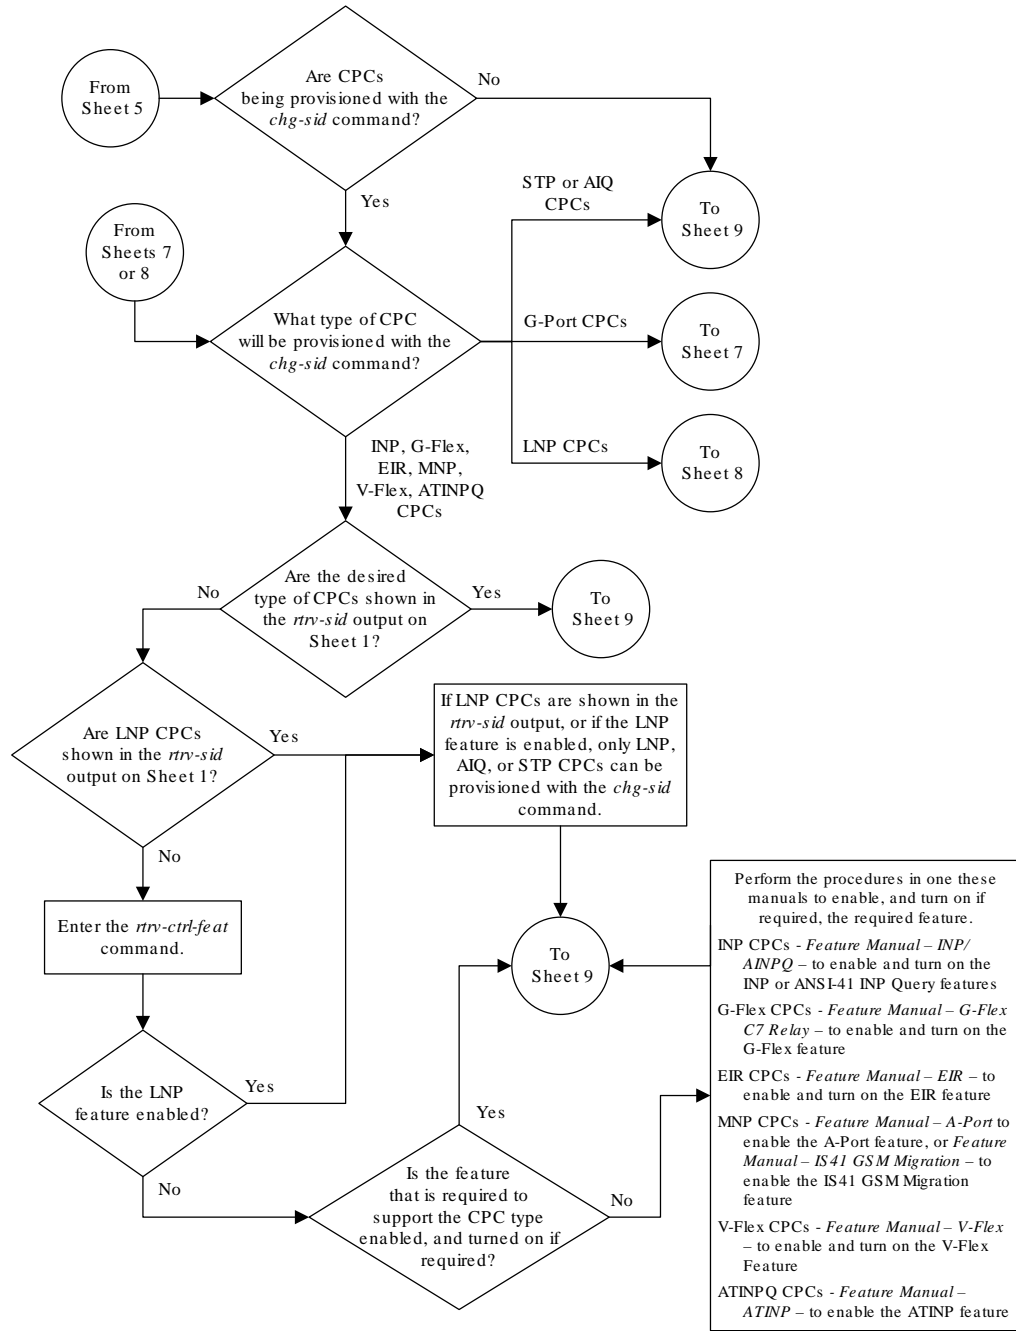 From
Sheet 5
Are CPCs
being provisioned with the
chg-sid command?
No
Yes
From
Sheets 7
or 8
STP or AIQ
CPCs
To
Sheet 9
What type of CPC
will be provisioned with the
chg-sid command?
G-Port CPCs
To
Sheet 7
LNP CPCs
To
Sheet 8
INP, G-Flex,
EIR, MNP,
V-Flex, ATINPQ
CPCs
Are the desired
type of CPCs shown in
the rtrv-sid output on
Sheet 1?
No
Yes
To
Sheet 9
Are LNP CPCs
shown in the rtrv-sid
output on Sheet 1?
Yes
If LNP CPCs are shown in the
rtrv-sid output, or if the LNP
feature is enabled, only LNP,
AIQ, or STP CPCs can be
provisioned with the chg-sid
command.
No
Enter the rtrv-ctrl-feat
command.
To
Sheet 9
Is the LNP
feature enabled?
Yes
No
Is the feature
that is required to
support the CPC type
enabled, and turned on if
required?
Yes
No
Perform the procedures in one these
manuals to enable, and turn on if
required, the required feature.
INP CPCs - Feature Manual – INP/
AINPQ – to enable and turn on the
INP or ANSI-41 INP Query features
G-Flex CPCs - Feature Manual – G-Flex
C7 Relay – to enable and turn on the
G-Flex feature
EIR CPCs - Feature Manual – EIR – to
enable and turn on the EIR feature
MNP CPCs - Feature Manual – A-Port to
enable the A-Port feature, or Feature
Manual – IS41 GSM Migration – to
enable the IS41 GSM Migration
feature
V-Flex CPCs - Feature Manual – V-Flex
– to enable and turn on the V-Flex
Feature
ATINPQ CPCs - Feature Manual –
ATINP – to enable the ATINP feature